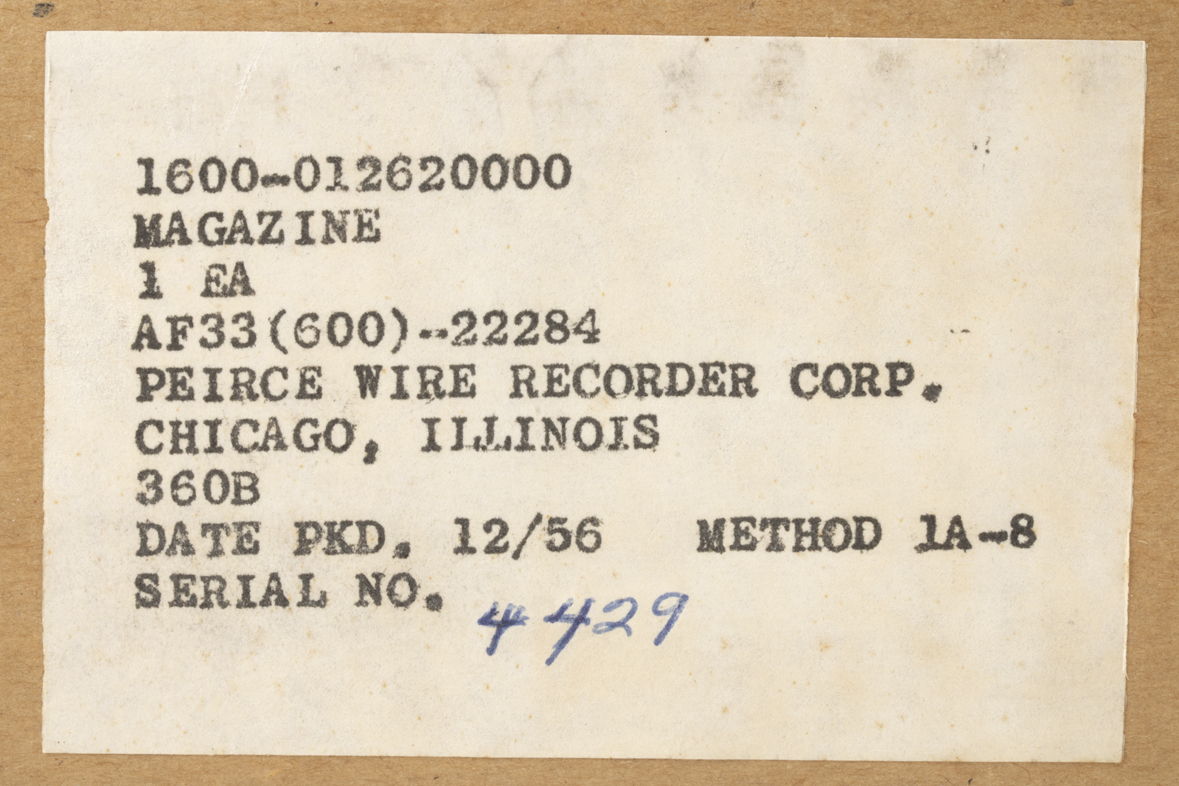 1600-012620000
MAGAZINE
1 EA
AF33(600)-22284
PEIRCE WIRE RECORDER CORP.
CHICAGO, ILLINOIS
360B
DATE PKD. 12/56 METHOD 1A-8
SERIAL NO. 4429